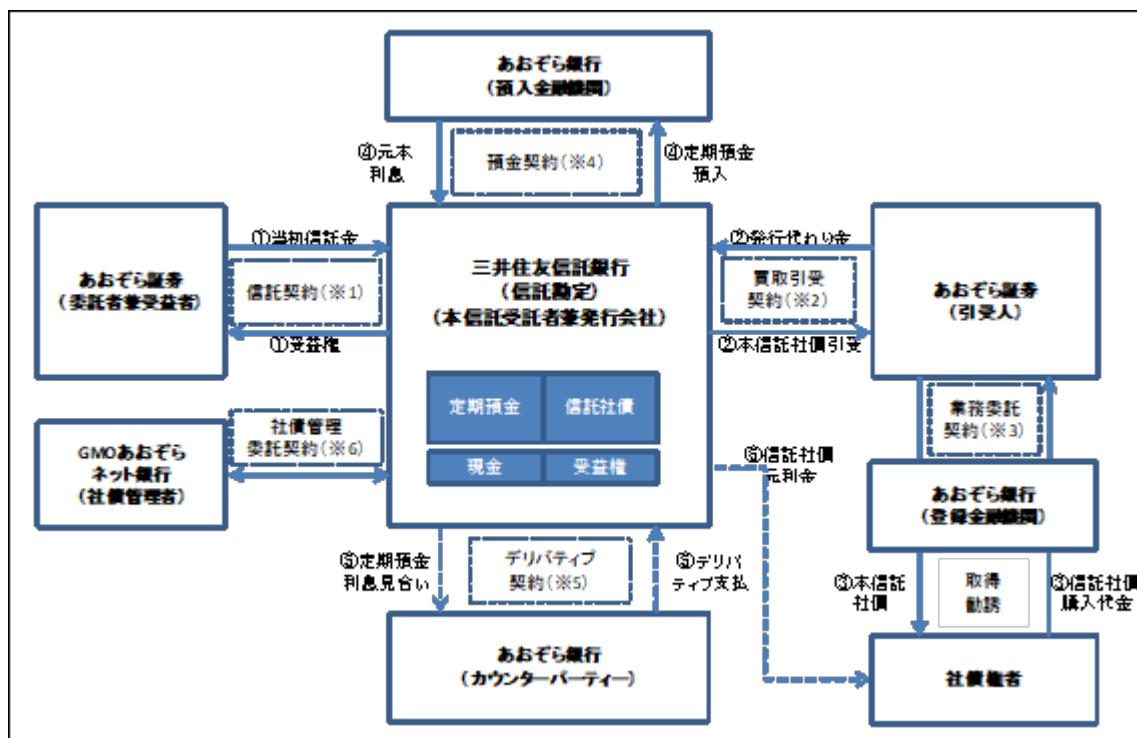 あおぞら銀行
（預入金融機関）
④元本
利息
預金契約（※4）
④定期預金
預入
あおぞら証券
（委託者兼受益者）
①当初信託金
信託契約（※1）
①受益権
三井住友信託銀行
（信託勘定）
（本信託受託者兼発行会社）
定期預金
信託社債
現金
受益権
②発行代わり金
買取引受
契約（※2）
②本信託社債引受
あおぞら証券
（引受人）
GMOあおぞら
ネット銀行
（社債管理者）
社債管理
委託契約（※6）
業務委託
契約（※3）
⑥信託社債
元利金
あおぞら銀行
（登録金融機関）
⑤定期預金
利息見合い
デリバティブ
契約（※5）
⑤デリバ
ティブ支払
③本信託
社債
取得
勧誘
③信託社債
購入代金
あおぞら銀行
（カウンターパーティー）
社債権者